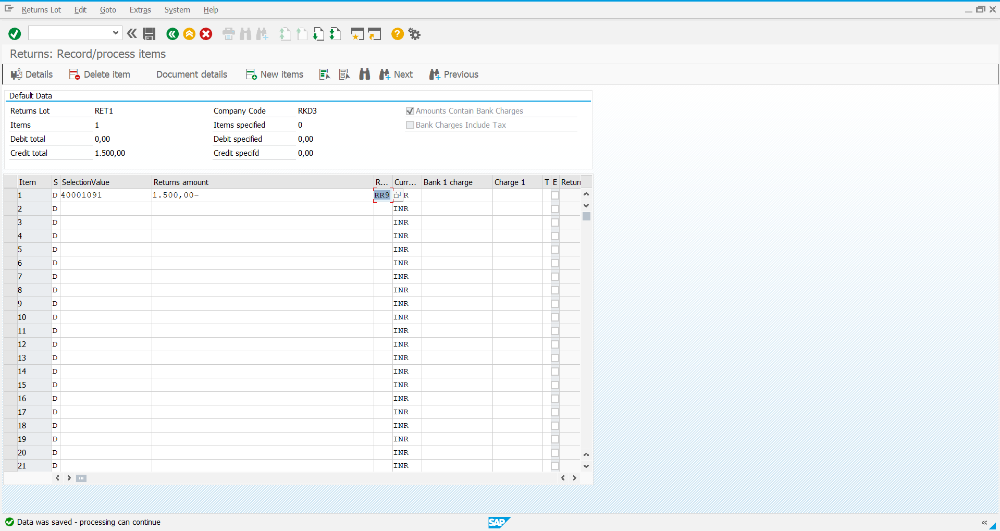 Returns Lot Edit Goto Extras System Help
Returns: Record/process items
Details Delete item Document details New items Next Previous
Default Data
Returns Lot RET1 Company Code RKD3 Amounts Contain Bank Charges
Items 1 Items specified 0 Bank Charges Include Tax
Debit total 0,00 Debit specified 0,00
Credit total 1.500,00 Credit specifd 0,00
Item S SelectionValue Returns amount R... Curr... Bank 1 charge Charge 1 T E Return
1 D 40001091 1.500,00- RR9 R
2 D INR
3 D INR
4 D INR
5 D INR
6 D INR
7 D INR
8 D INR
9 D INR
10 D INR
11 D INR
12 D INR
13 D INR
14 D INR
15 D INR
16 D INR
17 D INR
18 D INR
19 D INR
20 D INR
21 D INR
Data was saved - processing can continue SAP